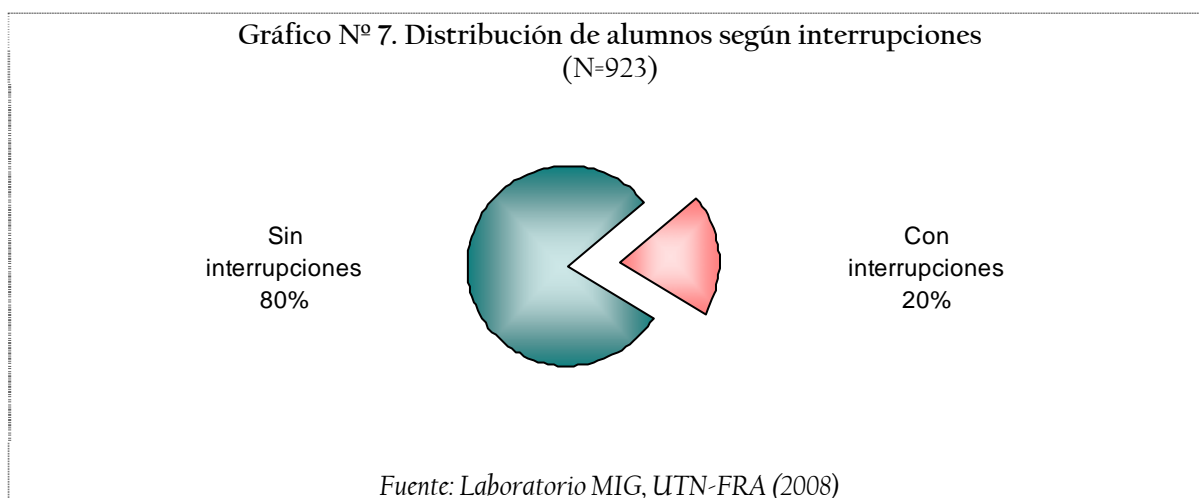 Gráfico Nº 7. Distribución de alumnos según interrupciones
(N=923)
Sin
interrupciones
80%
Con
interrupciones
20%
Fuente: Laboratorio MIG, UTN-FRA (2008)